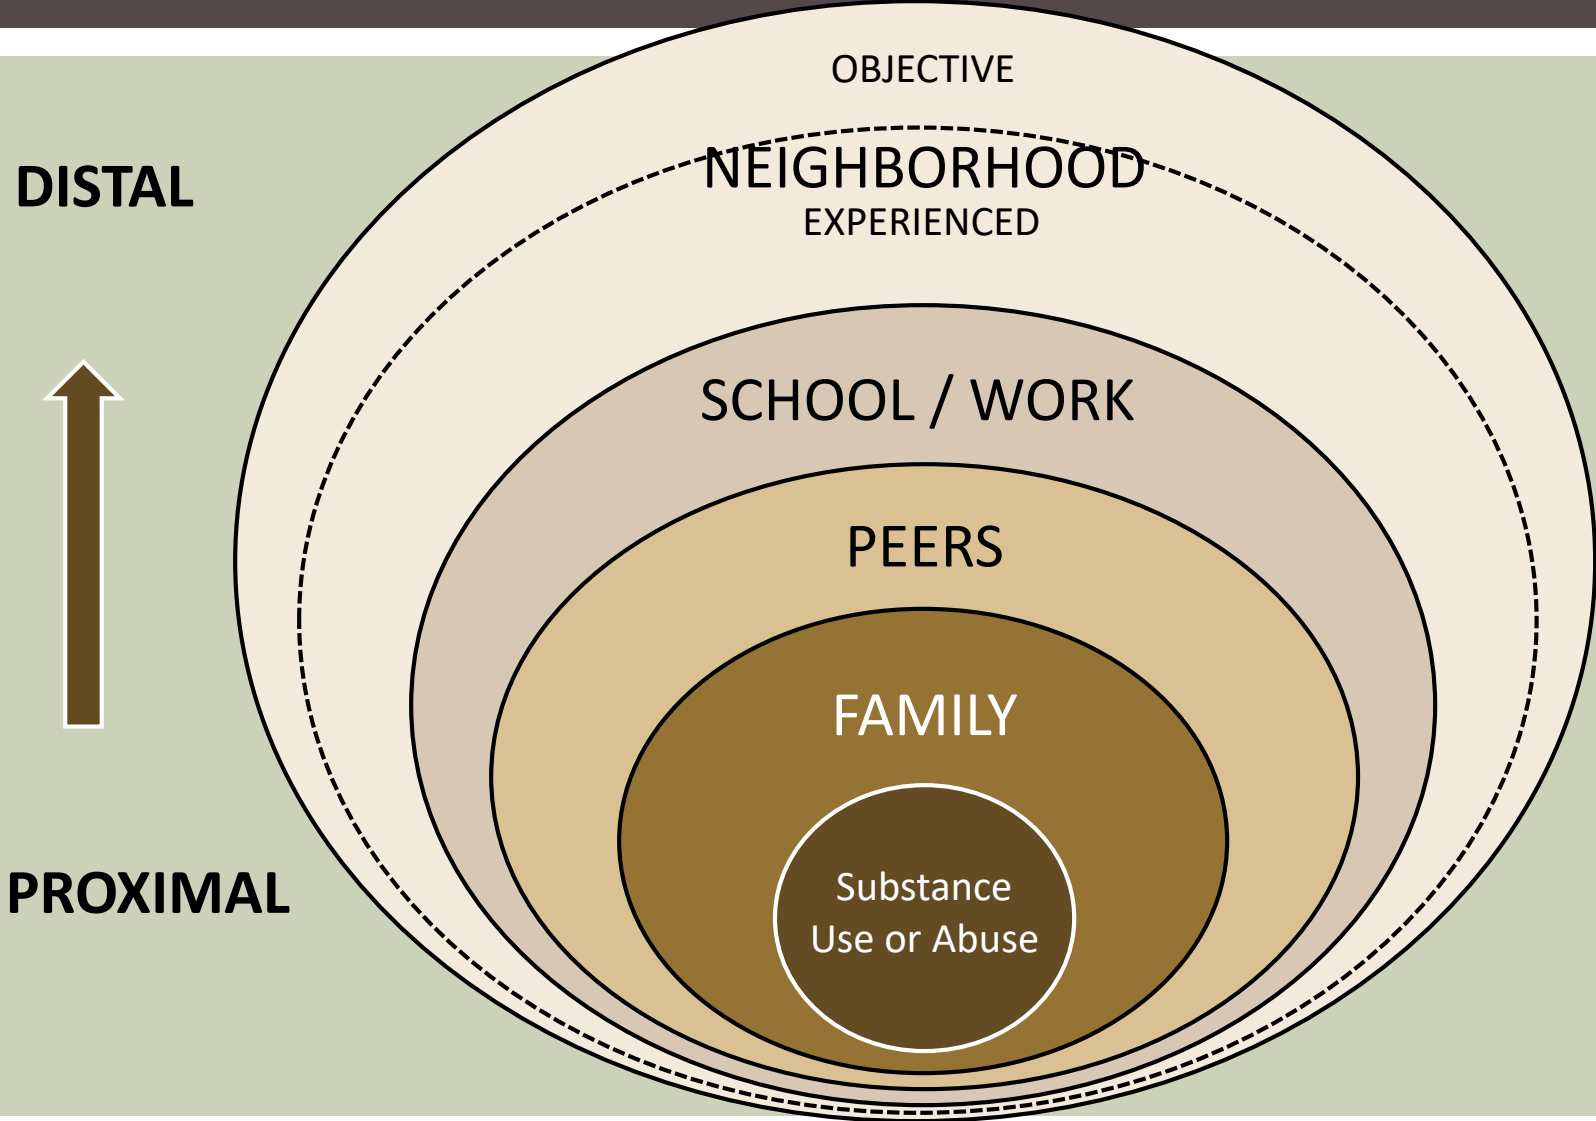 OBJECTIVE
NEIGHBORHOOD
DISTAL
EXPERIENCED
SCHOOL / WORK
PEERS
FAMILY
PROXIMAL
Substance
Use or Abuse